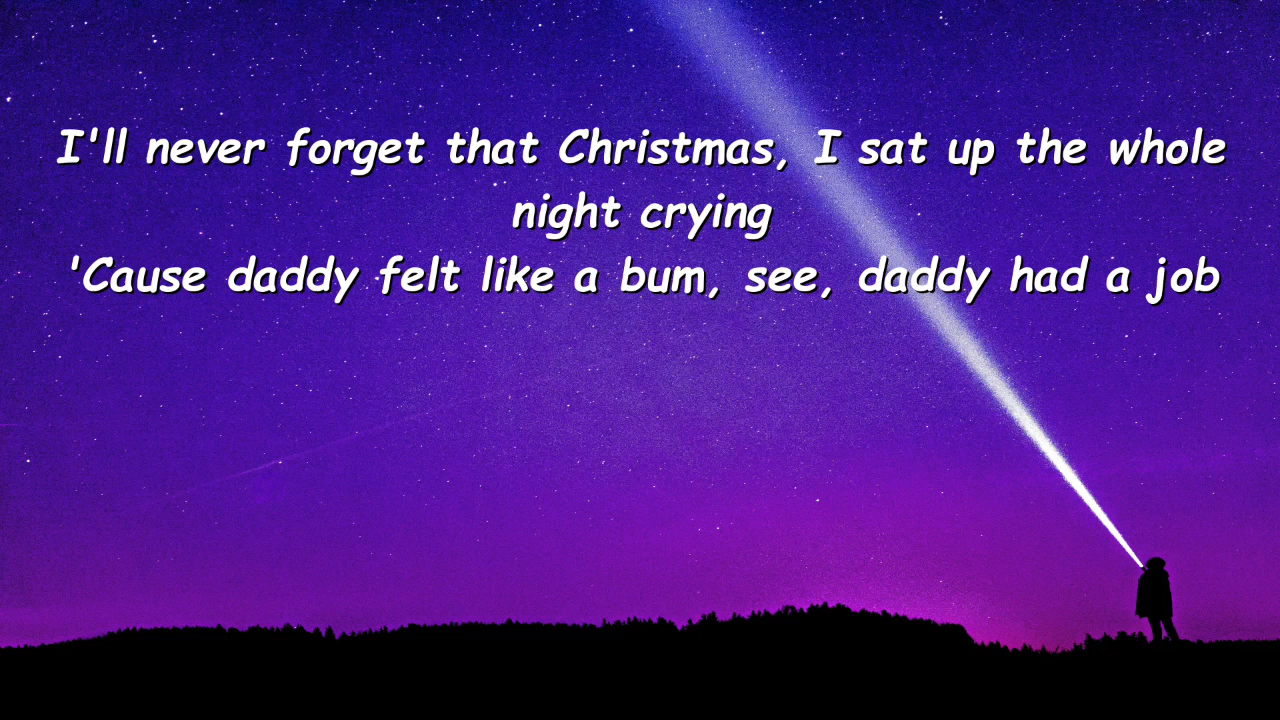 I'll never forget that Christmas, I sat up the whole
night crying
'Cause daddy felt like a bum, see, daddy had a job